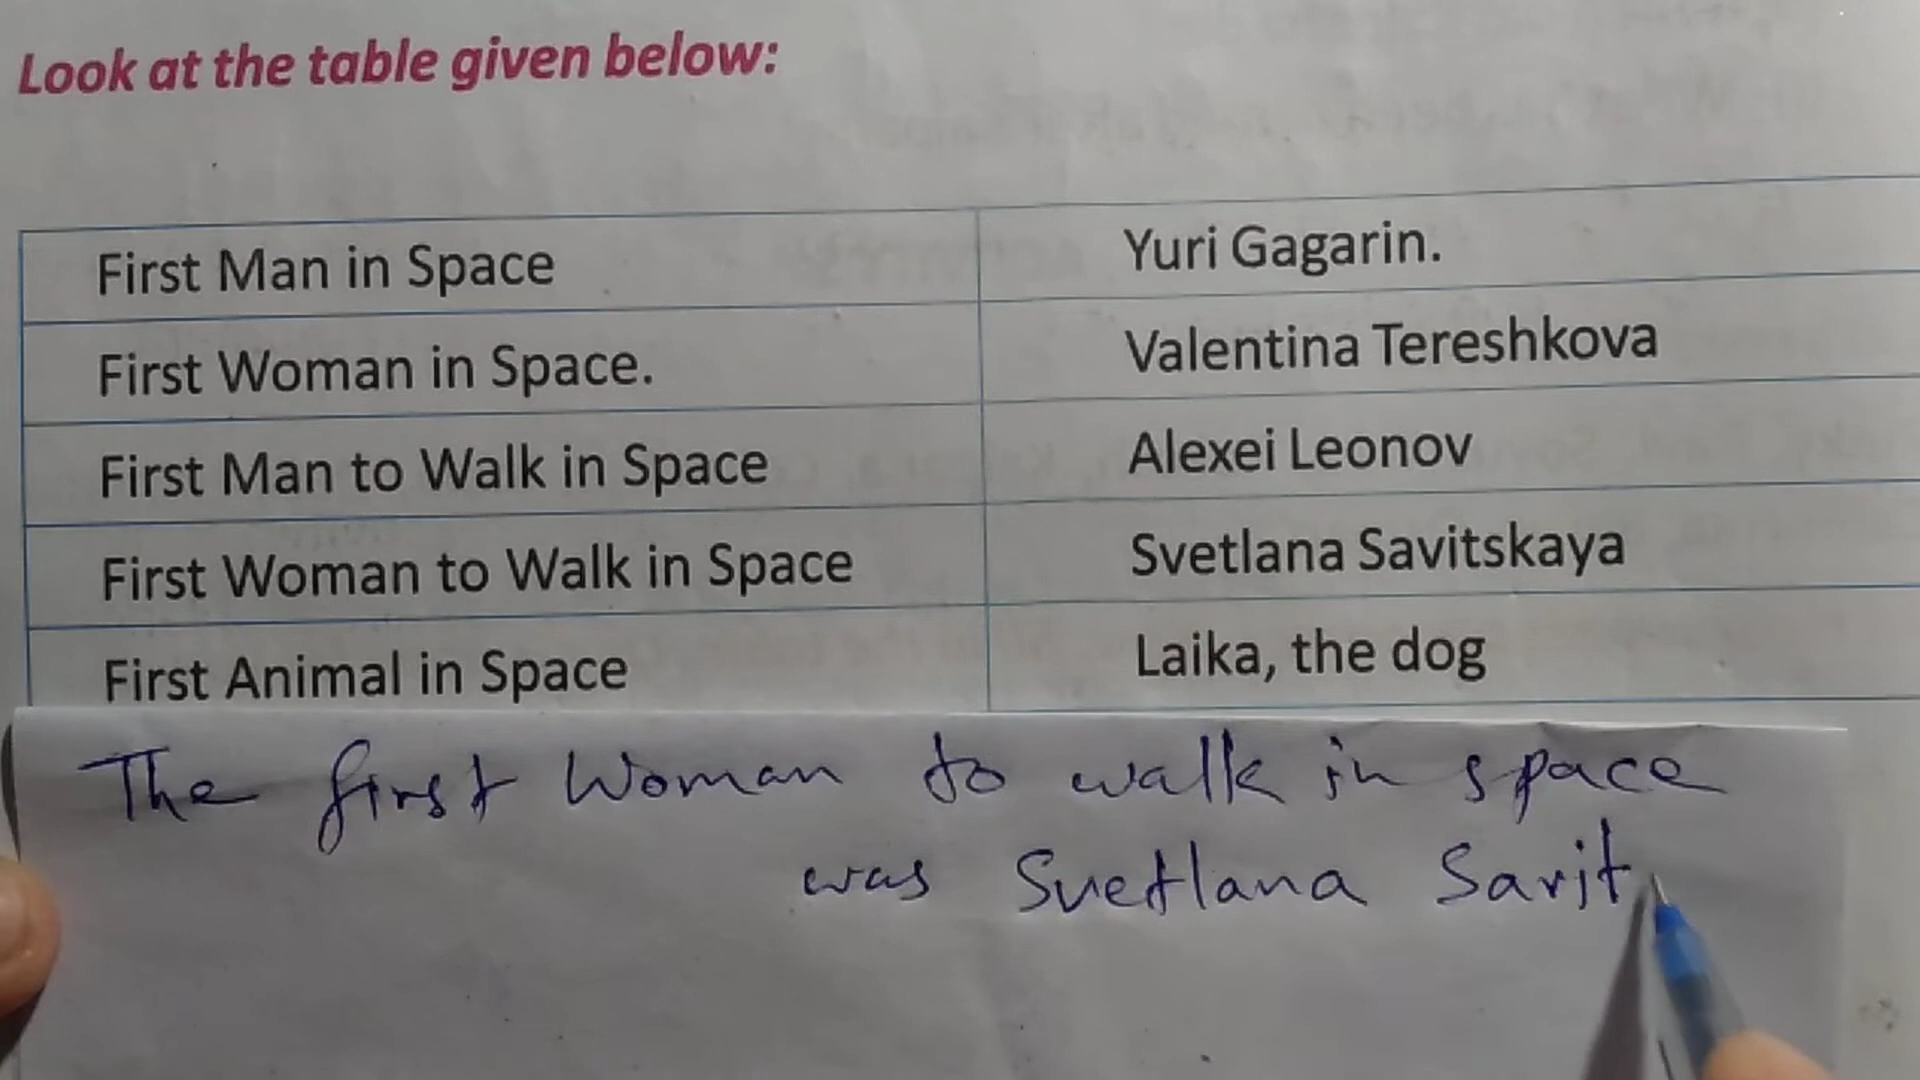 Look at the table given below:
First Man in Space Yuri Gagarin.
First Woman in Space. Valentina Tereshkova
First Man to Walk in Space Alexei Leonov
First Woman to Walk in Space Svetlana Savitskaya
First Animal in Space Laika, the dog
The first Woman to walk in space
was Svetlana Savit